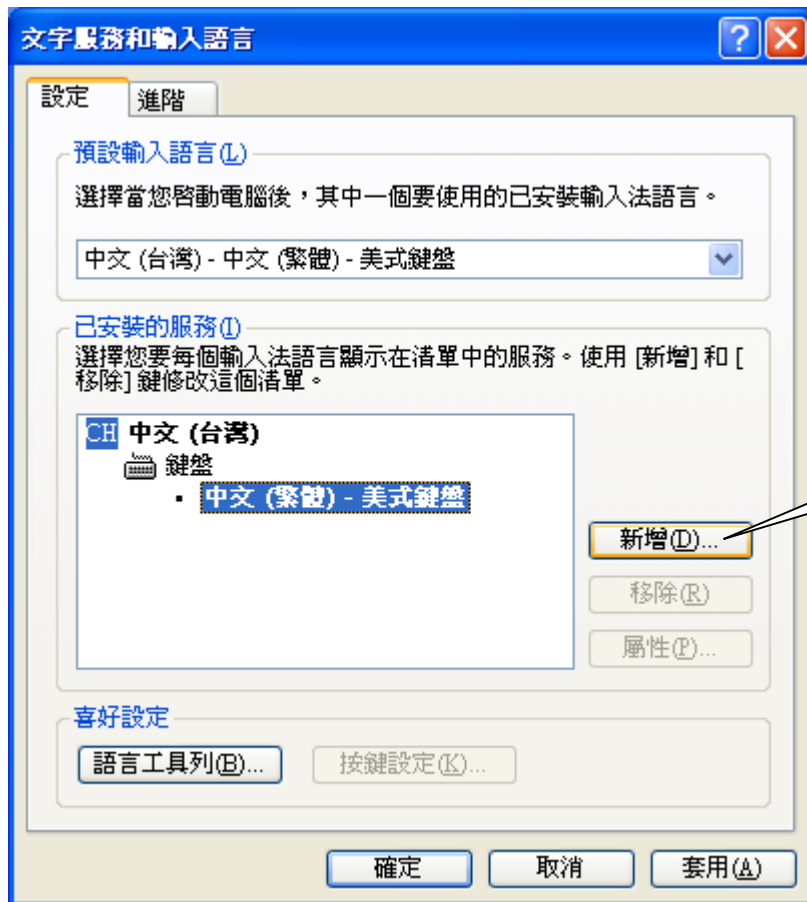 文字服務和輸入語言
設定
進階
預設輸入語言(L)
選擇當您啓動電腦後，其中一個要使用的已安裝輸入法語言。
中文 (台灣) - 中文 (繁體) - 美式鍵盤
已安裝的服務(I)
選擇您要每個輸入法語言顯示在清單中的服務。使用 [新增] 和 [
移除] 鍵修改這個清單。
CH 中文 (台灣)
鍵盤
• 中文 (繁體) - 美式鍵盤
新增(D)...
移除(R)
屬性(P)...
喜好設定
語言工具列(B)...
按鍵設定(K)...
確定
取消
套用(A)